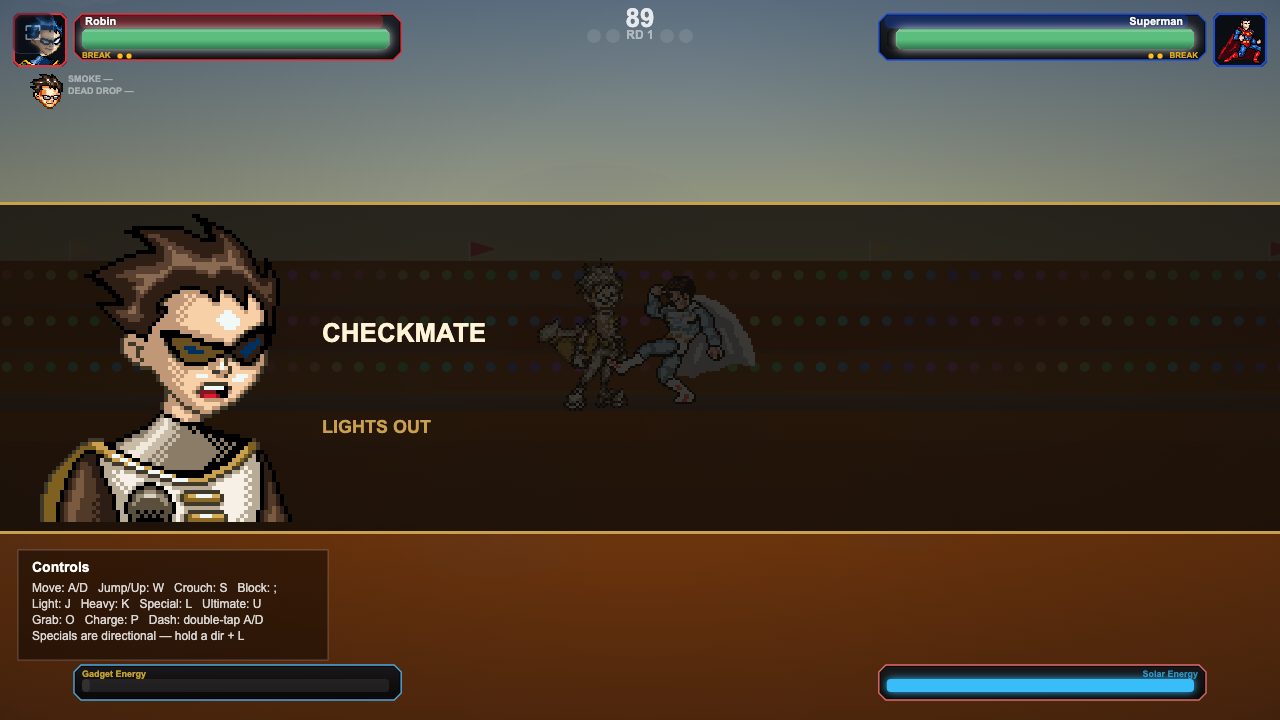 Robin
89
RD 1
Superman
BREAK
BREAK
SMOKE —
DEAD DROP —
CHECKMATE
LIGHTS OUT
Controls
Move: A/D Jump/Up: W Crouch: S Block: ;
Light: J Heavy: K Special: L Ultimate: U
Grab: O Charge: P Dash: double-tap A/D
Specials are directional — hold a dir + L
Gadget Energy
Solar Energy